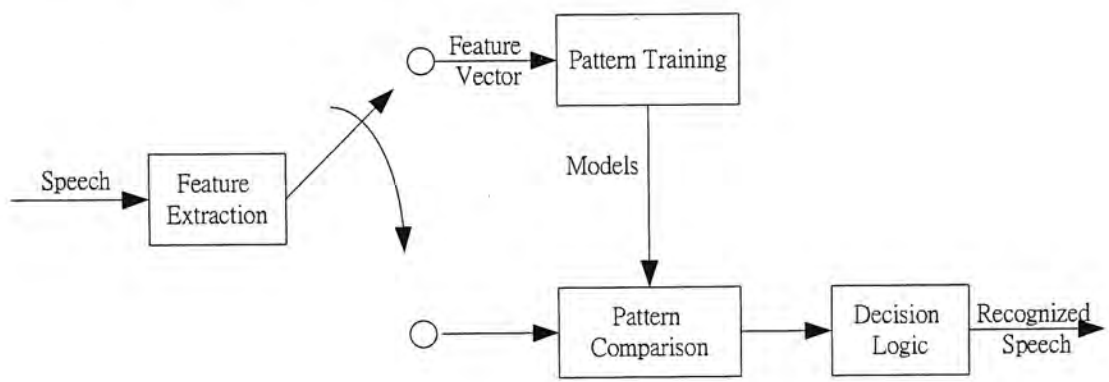 Feature
Vector
Pattern Training
Speech
Feature
Extraction
Models
Pattern
Comparison
Decision
Logic
Recognized
Speech